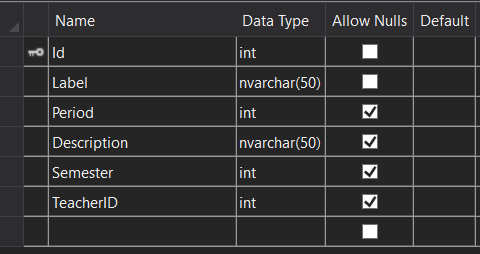 Name Data Type Allow Nulls Default
Id int
Label nvarchar(50)
Period int
Description nvarchar(50)
Semester int
TeacherID int